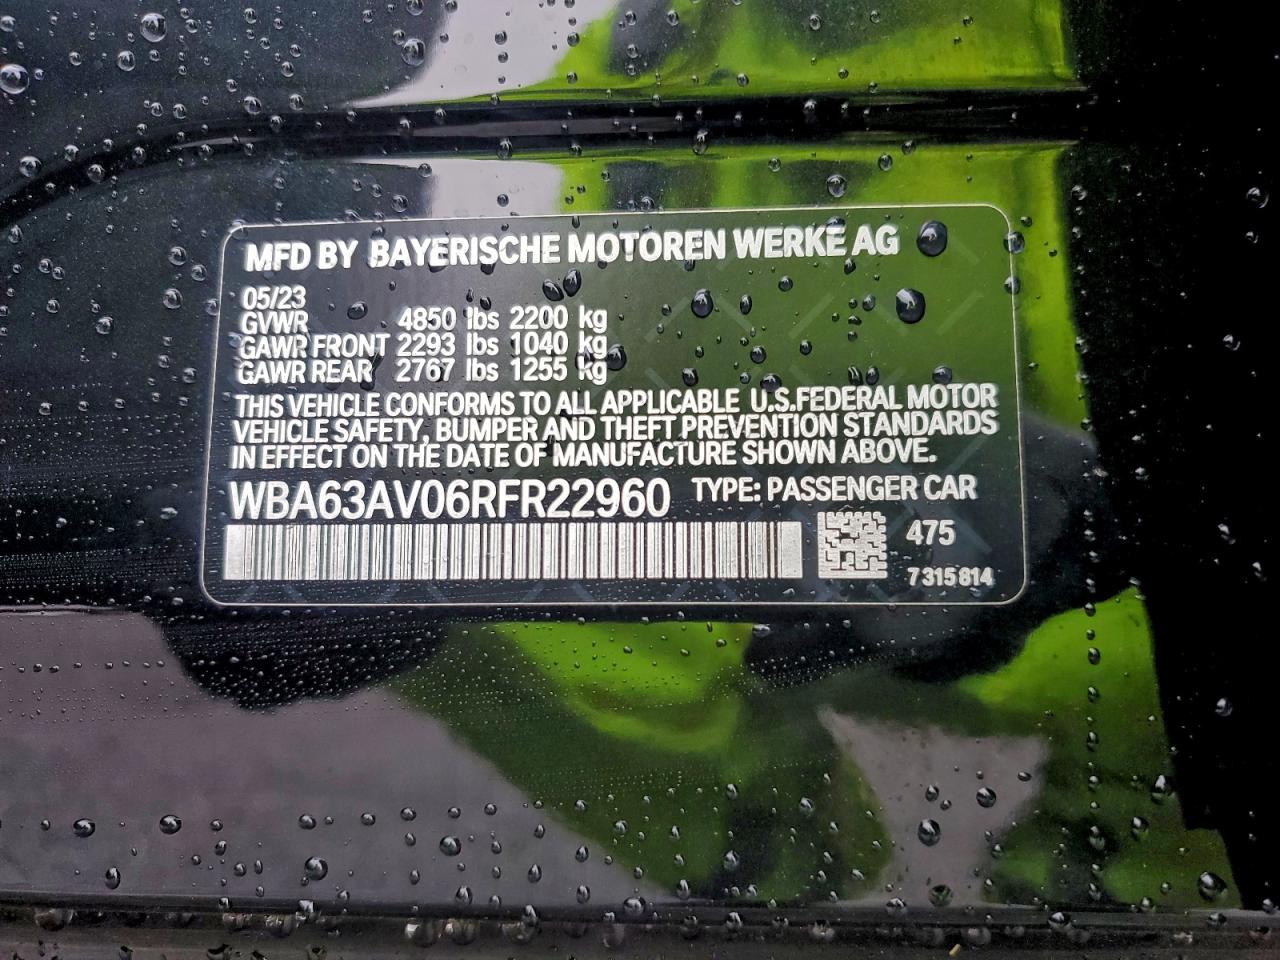 MFD BY BAYERISCHE MOTOREN WERKE AG
05/23
GVWR 4850 lbs 2200 kg
GAWR FRONT 2293 lbs 1040 kg
GAWR REAR 2767 lbs 1255 kg
THIS VEHICLE CONFORMS TO ALL APPLICABLE U.S.FEDERAL MOTOR
VEHICLE SAFETY, BUMPER AND THEFT PREVENTION STANDARDS
IN EFFECT ON THE DATE OF MANUFACTURE SHOWN ABOVE.
WBA63AV06RFR22960 TYPE: PASSENGER CAR
475
7 315 814